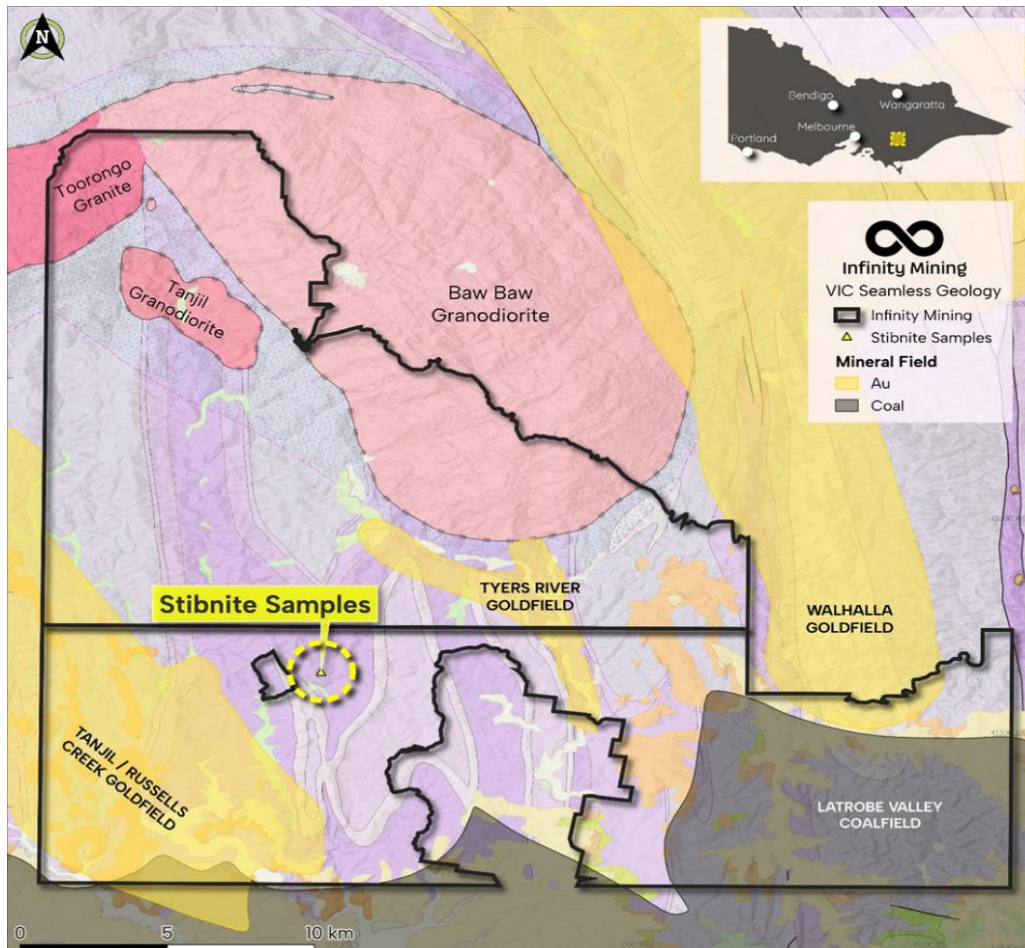 N
Bendigo
Wangaratta
Melbourne
Portland
Toorongo
Granite
Tanjil
Granodiorite
Baw Baw
Granodiorite
Infinity Mining
VIC Seamless Geology
Infinity Mining
Stibnite Samples
Mineral Field
Au
Coal
Stibnite Samples
TYERS RIVER
GOLDFIELD
WALHALLA
GOLDFIELD
TANJIL / RUSSELLS
CREEK GOLDFIELD
LATROBE VALLEY
COALFIELD
0 5 10 km